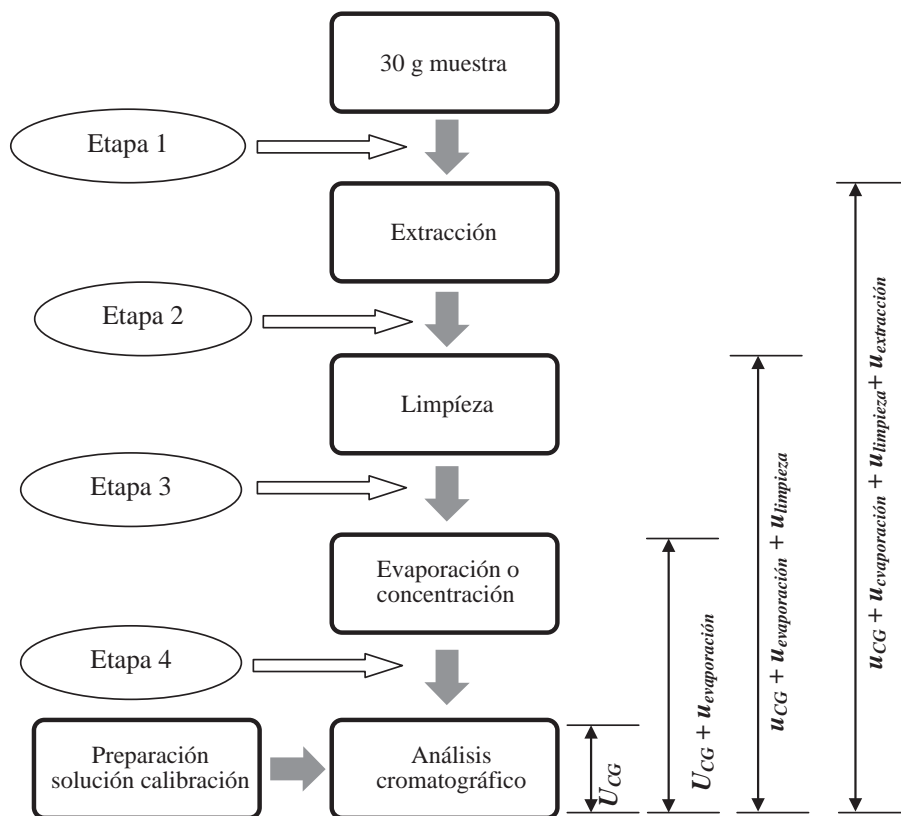 30 g muestra
Etapa 1
Extracción
Etapa 2
Limpíeza
Etapa 3
Evaporación o
concentración
Etapa 4
Preparación
solución calibración
Análisis
cromatográfico
U_CG
U_CG + u_evaporación
u_CG + u_evaporación + u_limpieza
u_CG + u_evaporación + u_limpieza + u_extracción